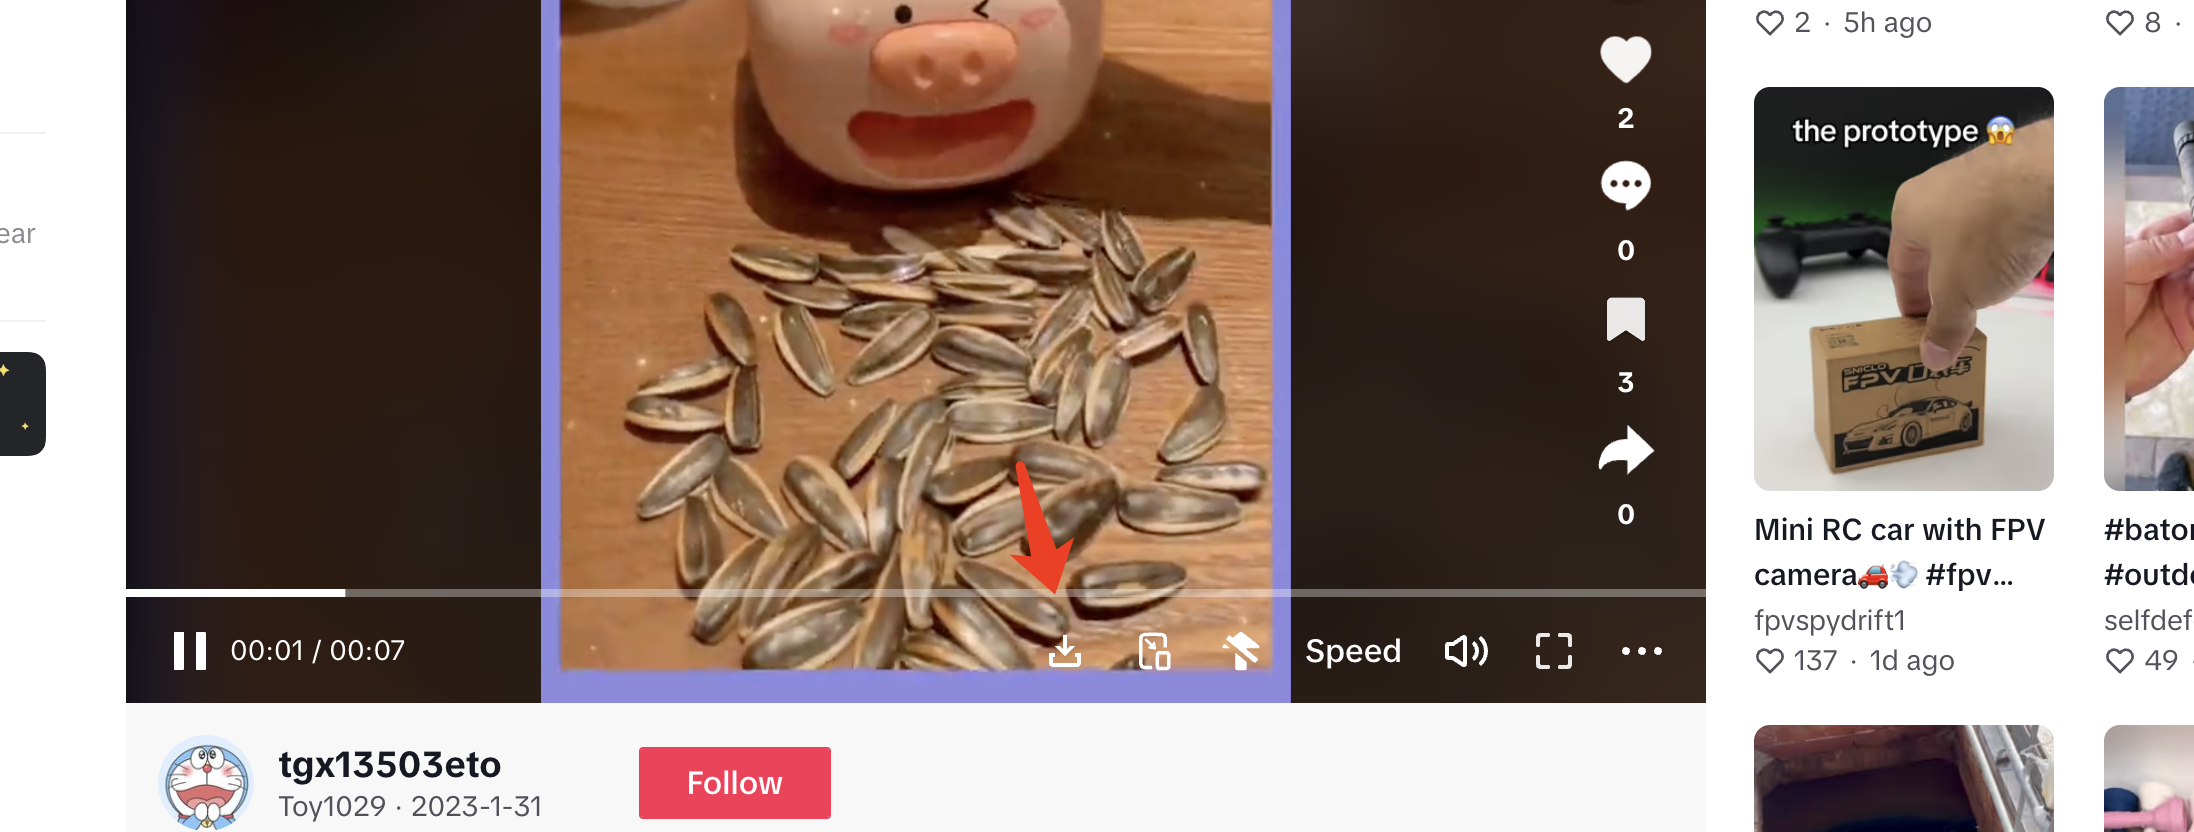 ear
2
0
3
0
00:01 / 00:07
Speed
tgx13503eto
Toy1029 · 2023-1-31
Follow
2 · 5h ago
8 ·
the prototype 😱
SNICLO
FPV
Mini RC car with FPV
camera🚗💨 #fpv...
fpvspydrift1
137 · 1d ago
#bato
#outd
selfdef
49